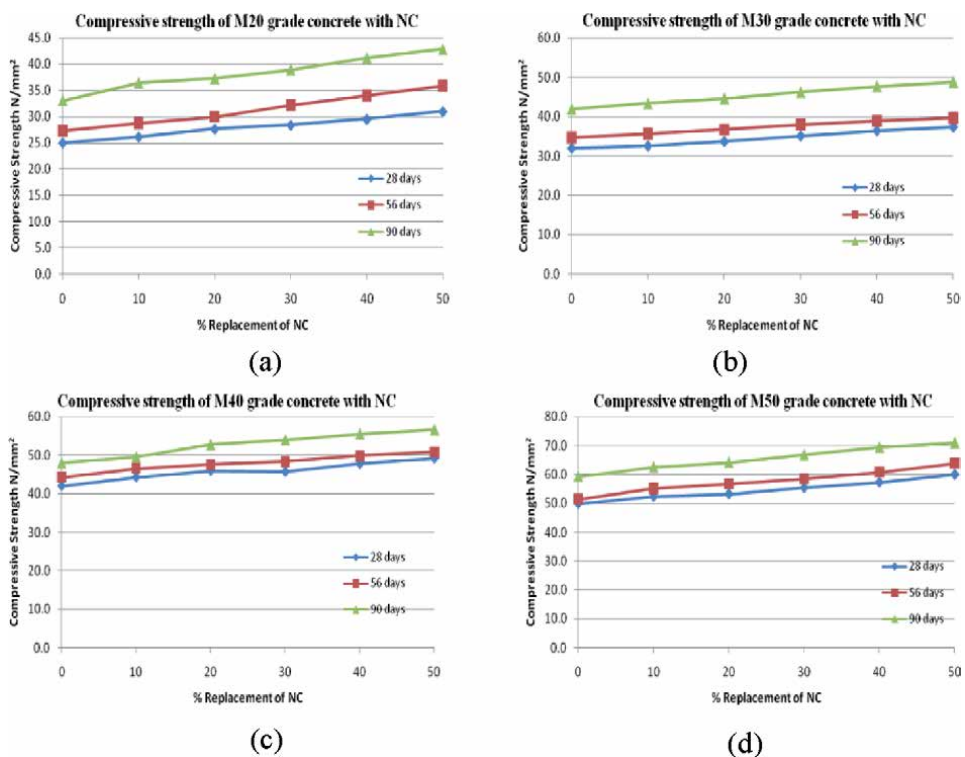 Compressive strength of M20 grade concrete with NC
Compressive Strength N/mm²
45.0
40.0
35.0
30.0
25.0
20.0
15.0
10.0
5.0
0.0
28 days
56 days
90 days
0 10 20 30 40 50
% Replacement of NC
(a)
Compressive strength of M30 grade concrete with NC
Compressive Strength N/mm²
60.0
50.0
40.0
30.0
20.0
10.0
0.0
28 days
56 days
90 days
0 10 20 30 40 50
% Replacement of NC
(b)
Compressive strength of M40 grade concrete with NC
Compressive Strength N/mm²
60.0
50.0
40.0
30.0
20.0
10.0
0.0
28 days
56 days
90 days
0 10 20 30 40 50
% Replacement of NC
(c)
Compressive strength of M50 grade concrete with NC
Compressive Strength N/mm²
80.0
70.0
60.0
50.0
40.0
30.0
20.0
10.0
0.0
28 days
56 days
90 days
0 10 20 30 40 50
% Replacement of NC
(d)